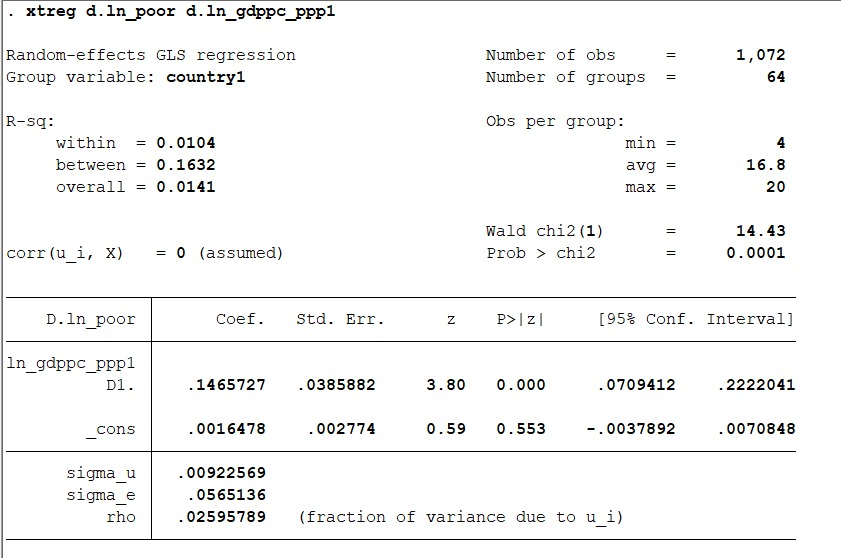 . xtreg d.ln_poor d.ln_gdppc_ppp1
Random-effects GLS regression Number of obs = 1,072
Group variable: country1 Number of groups = 64
R-sq: Obs per group:
within = 0.0104 min = 4
between = 0.1632 avg = 16.8
overall = 0.0141 max = 20
Wald chi2(1) = 14.43
corr(u_i, X) = 0 (assumed) Prob > chi2 = 0.0001
D.ln_poor Coef. Std. Err. z P>|z| [95% Conf. Interval]
ln_gdppc_ppp1
D1. .1465727 .0385882 3.80 0.000 .0709412 .2222041
_cons .0016478 .002774 0.59 0.553 -.0037892 .0070848
sigma_u .00922569
sigma_e .0565136
rho .02595789 (fraction of variance due to u_i)